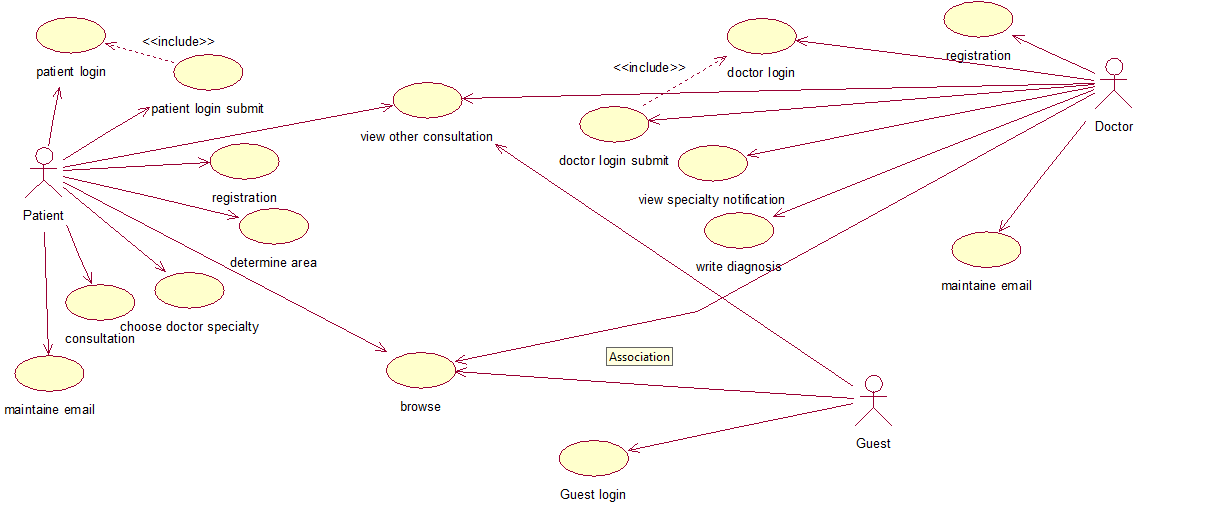 <<include>>
patient login
patient login submit
view other consultation
<<include>>
doctor login
registration
Doctor
doctor login submit
view specialty notification
write diagnosis
maintaine email
Patient
registration
determine area
choose doctor specialty
consultation
maintaine email
browse
Association
Guest
Guest login